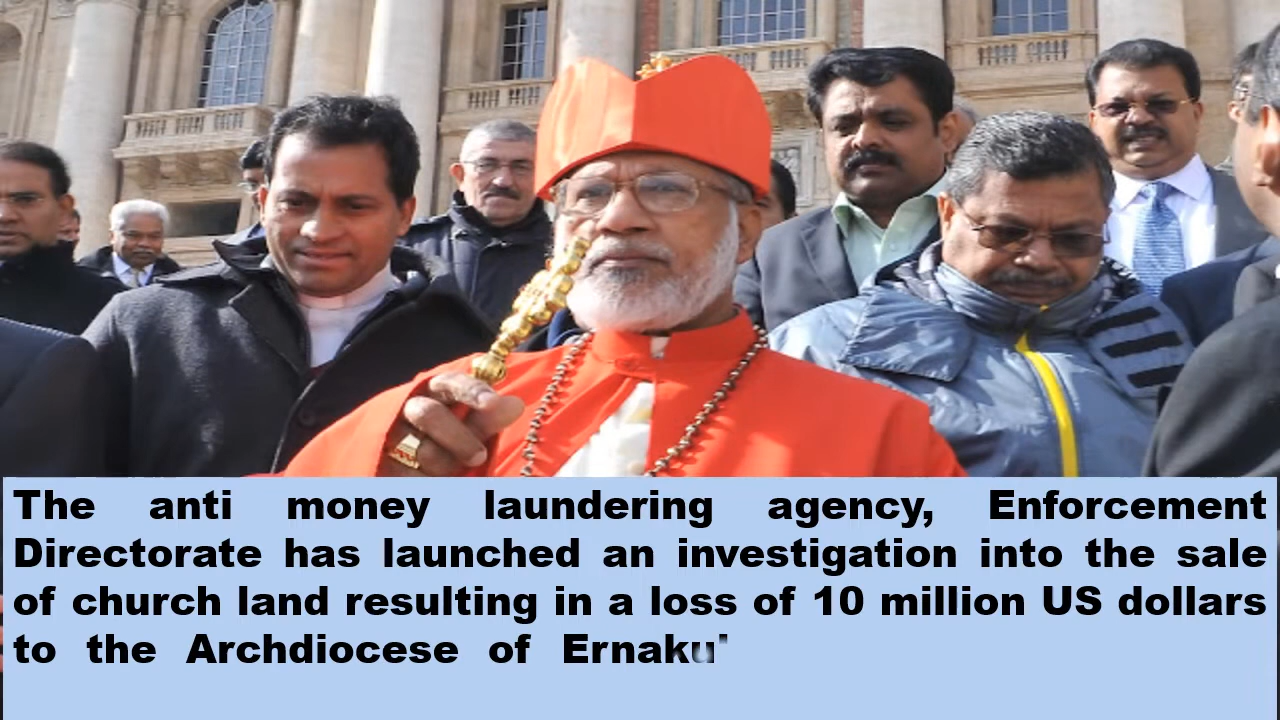 The anti money laundering agency, Enforcement
Directorate has launched an investigation into the sale
of church land resulting in a loss of 10 million US dollars
to the Archdiocese of